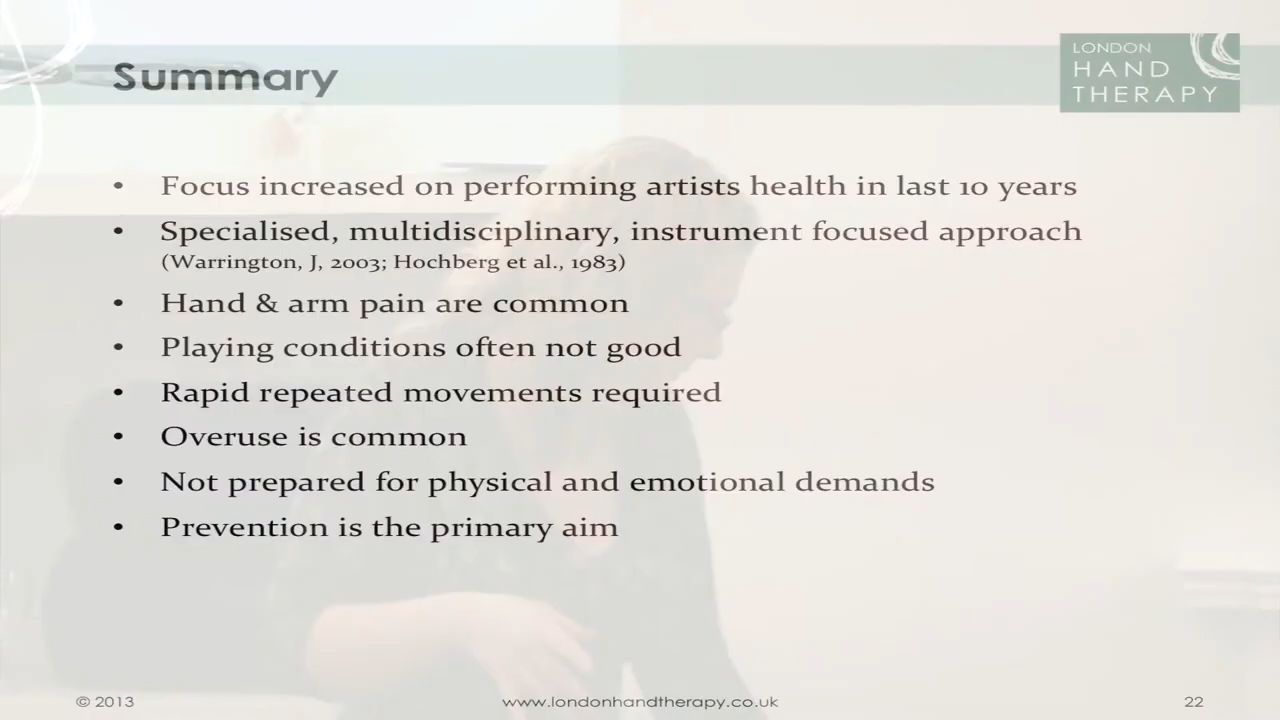 Summary
LONDON
HAND
THERAPY
• Focus increased on performing artists health in last 10 years
• Specialised, multidisciplinary, instrument focused approach
(Warrington, J, 2003; Hochberg et al., 1983)
• Hand & arm pain are common
• Playing conditions often not good
• Rapid repeated movements required
• Overuse is common
• Not prepared for physical and emotional demands
• Prevention is the primary aim
© 2013
www.londonhandtherapy.co.uk
22